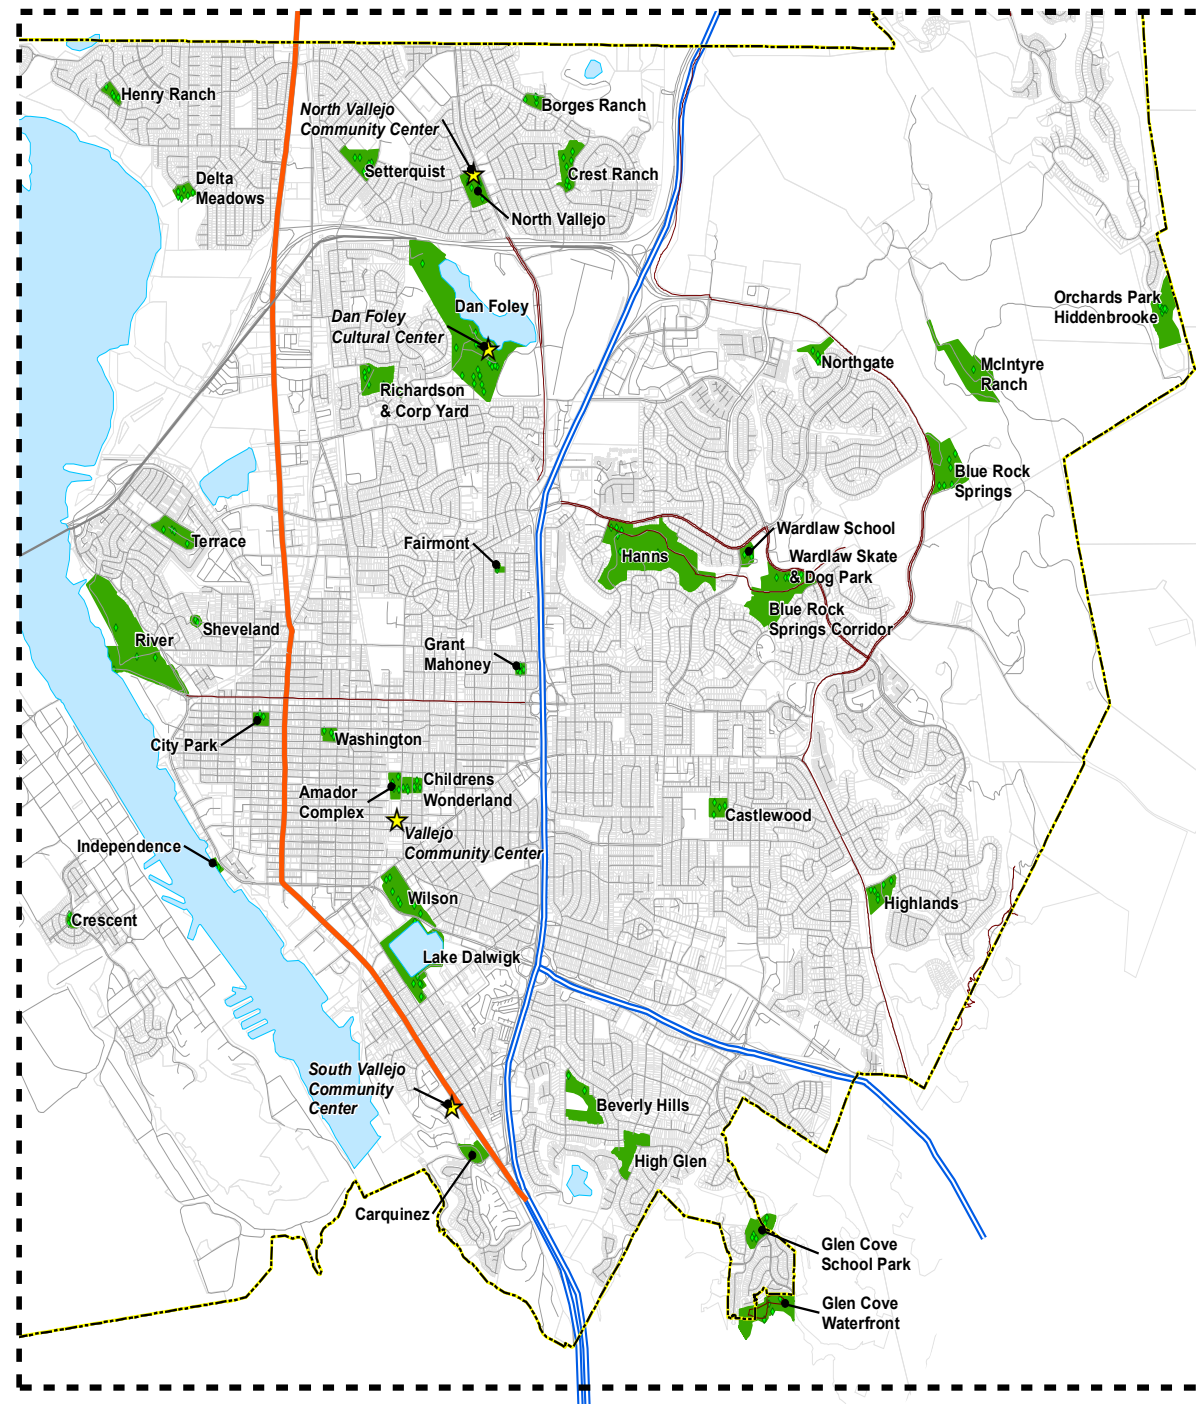 Henry Ranch
North Vallejo
Community Center
Borges Ranch
Setterquist
Crest Ranch
Delta
Meadows
North Vallejo
Dan Foley
Dan Foley
Cultural Center
Orchards Park
Hiddenbrooke
Northgate
McIntyre
Ranch
Richardson
& Corp Yard
Blue Rock
Springs
Terrace
Fairmont
Hanns
Wardlaw School
Wardlaw Skate
& Dog Park
Blue Rock
Springs Corridor
Sheveland
River
Grant
Mahoney
City Park
Washington
Amador
Complex
Childrens
Wonderland
Castlewood
Vallejo
Community Center
Independence
Crescent
Wilson
Highlands
Lake Dalwigk
South Vallejo
Community
Center
Beverly Hills
High Glen
Carquinez
Glen Cove
School Park
Glen Cove
Waterfront